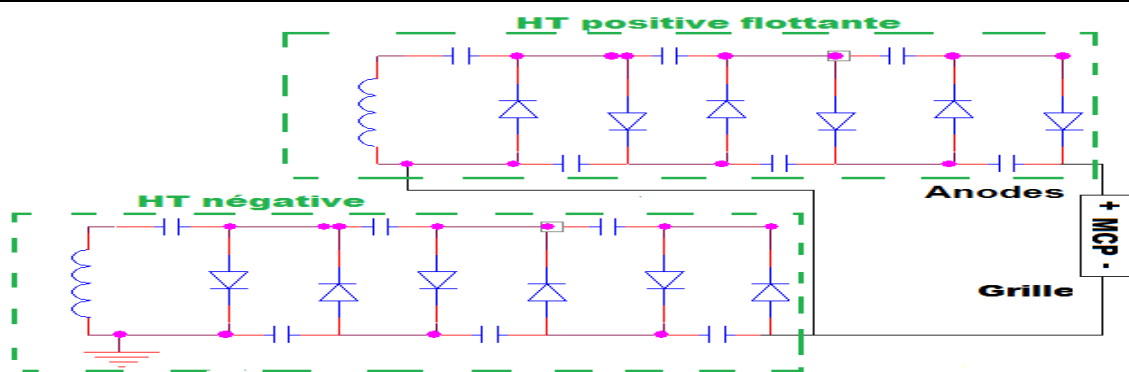 HT positive flottante
HT négative
Anodes
+ MCP -
Grille